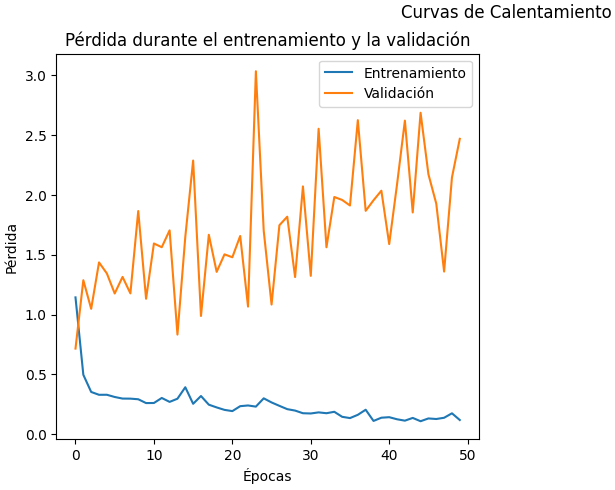 Curvas de Calentamiento
Pérdida durante el entrenamiento y la validación
Entrenamiento
Validación
3.0
2.5
2.0
1.5
1.0
0.5
0.0
Pérdida
0 10 20 30 40 50
Épocas